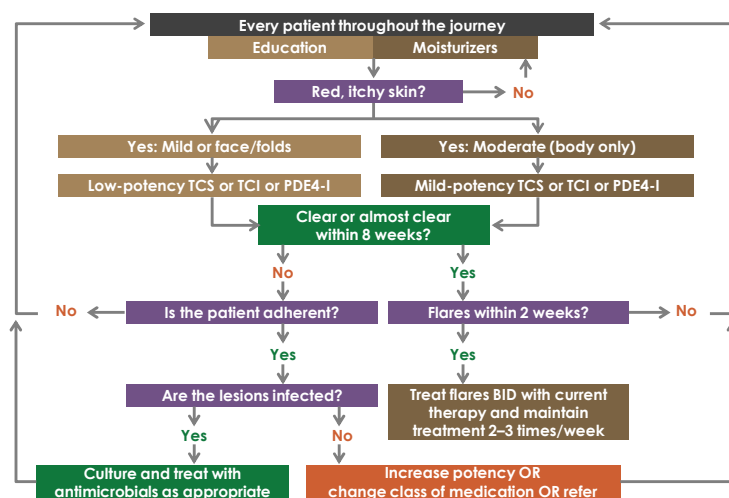 Every patient throughout the journey
Education
Moisturizers
Red, itchy skin?
No
Yes: Mild or face/folds
Yes: Moderate (body only)
Low-potency TCS or TCI or PDE4-I
Mild-potency TCS or TCI or PDE4-I
Clear or almost clear
within 8 weeks?
No
Yes
No
Is the patient adherent?
Flares within 2 weeks?
No
Yes
Yes
Are the lesions infected?
Treat flares BID with current
therapy and maintain
treatment 2–3 times/week
Yes
No
Culture and treat with
antimicrobials as appropriate
Increase potency OR
change class of medication OR refer